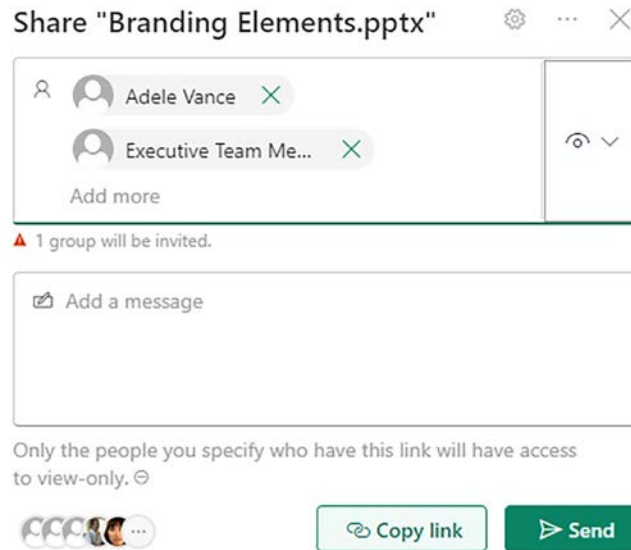 Share "Branding Elements.pptx"
Adele Vance
Executive Team Me...
Add more
1 group will be invited.
Add a message
Only the people you specify who have this link will have access
to view-only.
Copy link
Send